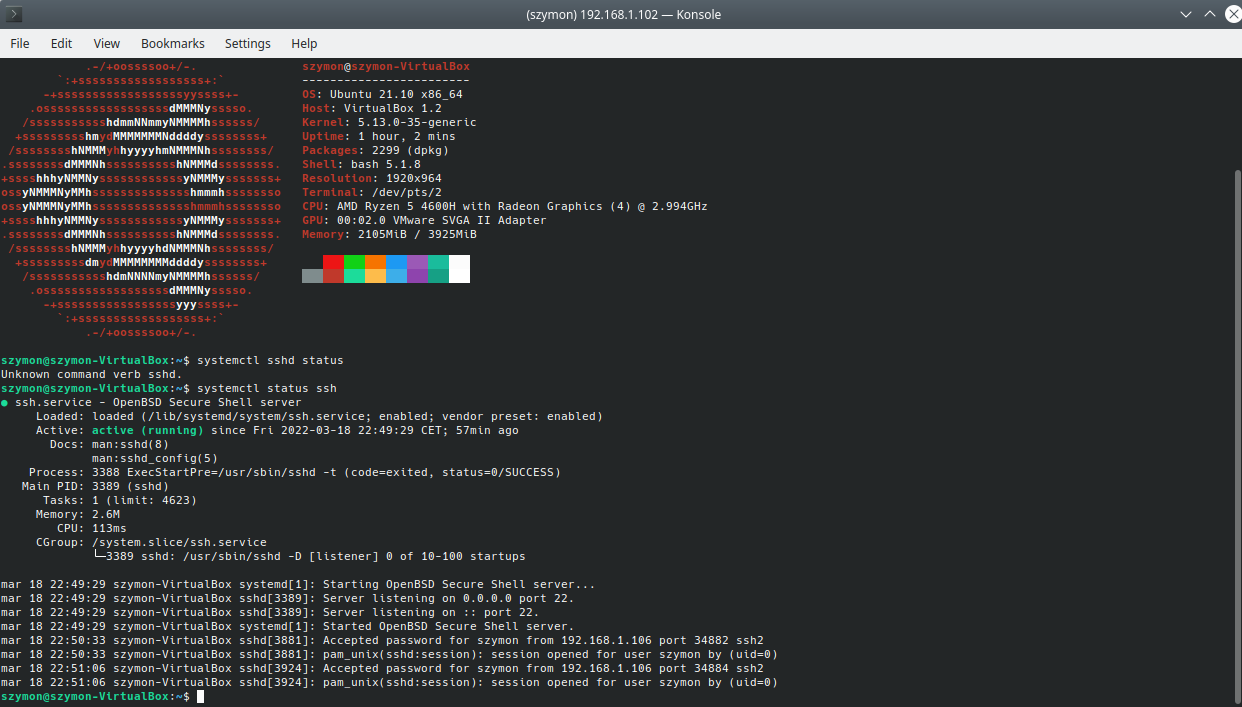 (szymon) 192.168.1.102 — Konsole
File Edit View Bookmarks Settings Help
.-/+oossssoo+/-. szymon@szymon-VirtualBox
`:+ssssssssssssssssss+:` ------------------------
-+ssssssssssssssssssyyssss+- OS: Ubuntu 21.10 x86_64
.ossssssssssssssssssdMMMNysssso. Host: VirtualBox 1.2
/ssssssssssshdmmNNmmyNMMMMhssssss/ Kernel: 5.13.0-35-generic
+ssssssssshmydMMMMMMMNddddyssssssss+ Uptime: 1 hour, 2 mins
/sssssssshNMMMyhhyyyyhmNMMMNhssssssss/ Packages: 2299 (dpkg)
.ssssssssdMMMNhsssssssssshNMMMdssssssss. Shell: bash 5.1.8
+sssshhhyNMMNyssssssssssssyNMMMysssssss+ Resolution: 1920x964
ossyNMMMNyMMhsssssssssssssshmmmhssssssso Terminal: /dev/pts/2
ossyNMMMNyMMhsssssssssssssshmmmhssssssso CPU: AMD Ryzen 5 4600H with Radeon Graphics (4) @ 2.994GHz
+sssshhhyNMMNyssssssssssssyNMMMysssssss+ GPU: 00:02.0 VMware SVGA II Adapter
.ssssssssdMMMNhsssssssssshNMMMdssssssss. Memory: 2105MiB / 3925MiB
/sssssssshNMMMyhhyyyyhdNMMMNhssssssss/
+sssssssssdmydMMMMMMMMddddyssssssss+
/ssssssssssshdmNNNNmyNMMMMhssssss/
.ossssssssssssssssssdMMMNysssso.
-+sssssssssssssssssyyyssss+-
`:+ssssssssssssssssss+:`
.-/+oossssoo+/-.
szymon@szymon-VirtualBox:~$ systemctl sshd status
Unknown command verb sshd.
szymon@szymon-VirtualBox:~$ systemctl status ssh
● ssh.service - OpenBSD Secure Shell server
Loaded: loaded (/lib/systemd/system/ssh.service; enabled; vendor preset: enabled)
Active: active (running) since Fri 2022-03-18 22:49:29 CET; 57min ago
Docs: man:sshd(8)
man:sshd_config(5)
Process: 3388 ExecStartPre=/usr/sbin/sshd -t (code=exited, status=0/SUCCESS)
Main PID: 3389 (sshd)
Tasks: 1 (limit: 4623)
Memory: 2.6M
CPU: 113ms
CGroup: /system.slice/ssh.service
└─3389 sshd: /usr/sbin/sshd -D [listener] 0 of 10-100 startups
mar 18 22:49:29 szymon-VirtualBox systemd[1]: Starting OpenBSD Secure Shell server...
mar 18 22:49:29 szymon-VirtualBox sshd[3389]: Server listening on 0.0.0.0 port 22.
mar 18 22:49:29 szymon-VirtualBox sshd[3389]: Server listening on :: port 22.
mar 18 22:49:29 szymon-VirtualBox systemd[1]: Started OpenBSD Secure Shell server.
mar 18 22:50:33 szymon-VirtualBox sshd[3881]: Accepted password for szymon from 192.168.1.106 port 34882 ssh2
mar 18 22:50:33 szymon-VirtualBox sshd[3881]: pam_unix(sshd:session): session opened for user szymon by (uid=0)
mar 18 22:51:06 szymon-VirtualBox sshd[3924]: Accepted password for szymon from 192.168.1.106 port 34884 ssh2
mar 18 22:51:06 szymon-VirtualBox sshd[3924]: pam_unix(sshd:session): session opened for user szymon by (uid=0)
szymon@szymon-VirtualBox:~$